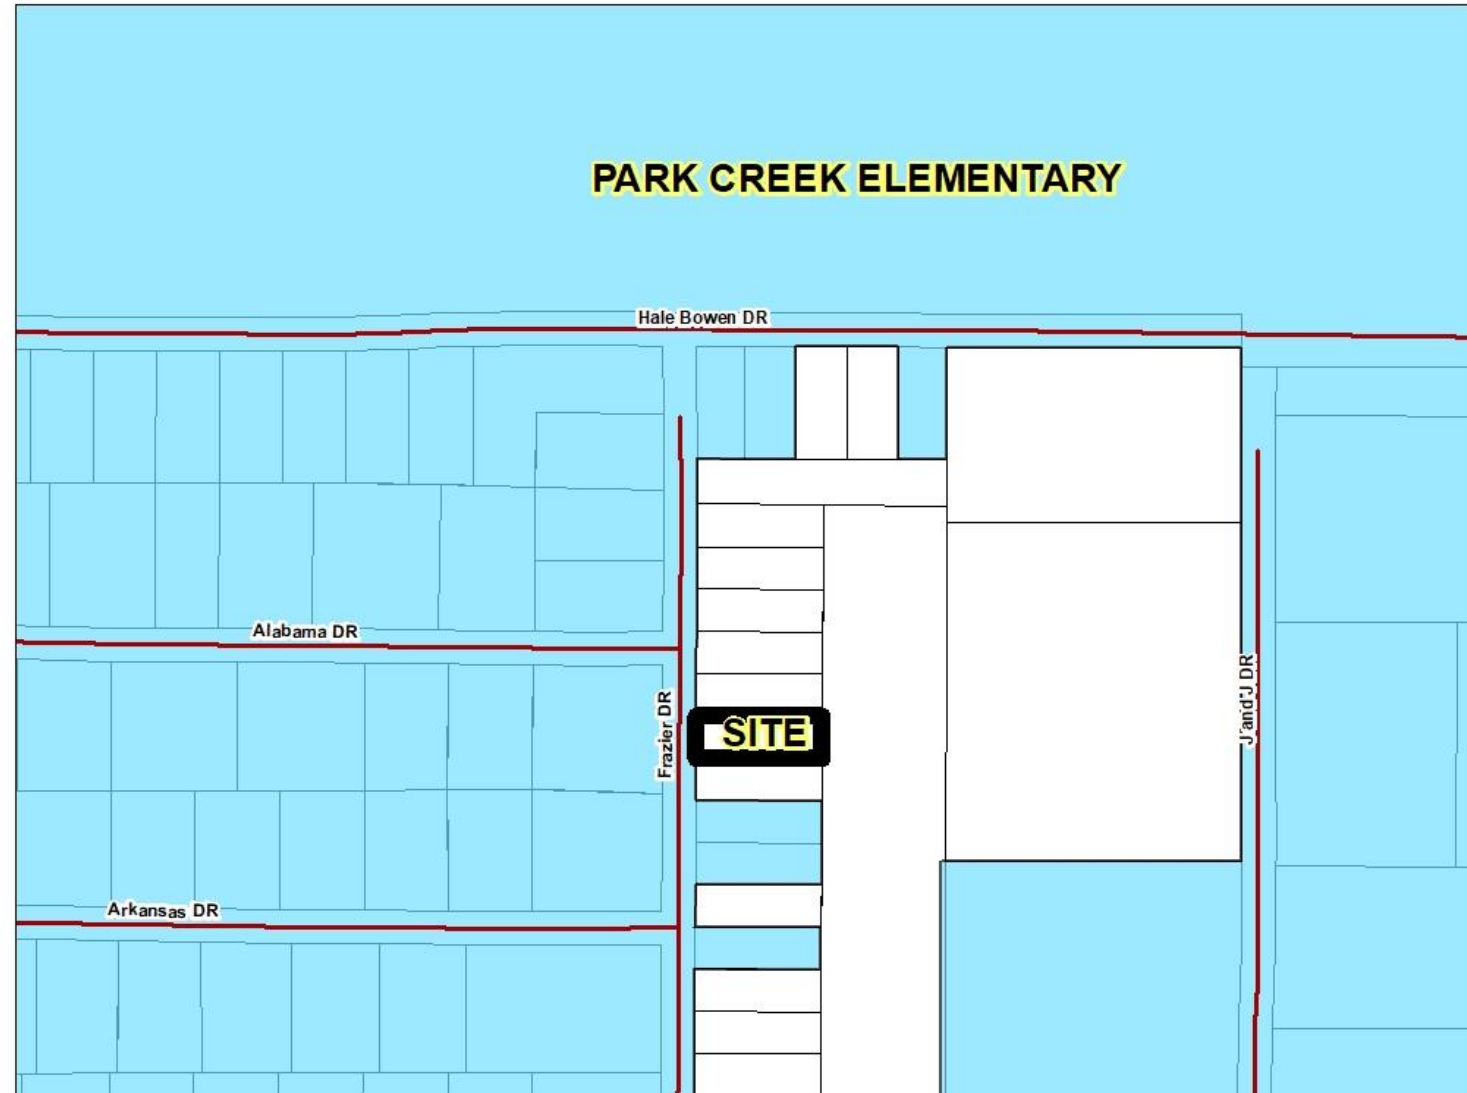 PARK CREEK ELEMENTARY
Hale Bowen DR
Alabama DR
Frazier DR
SITE
J and J DR
Arkansas DR